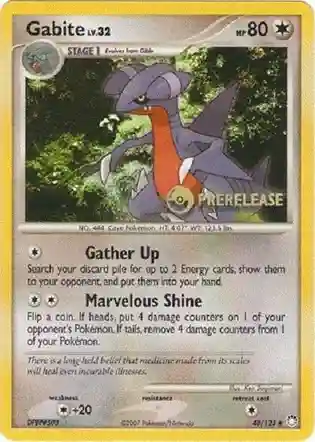 Gabite LV.32 HP 80
STAGE 1 Evolves from Gible
PRERELEASE
NO. 444 Cave Pokémon HT: 4'07" WT: 123.5 lbs.
Gather Up
Search your discard pile for up to 2 Energy cards, show them
to your opponent, and put them into your hand.
Marvelous Shine
Flip a coin. If heads, put 4 damage counters on 1 of your
opponent's Pokémon. If tails, remove 4 damage counters from 1
of your Pokémon.
There is a long-held belief that medicine made from its scales
will heal even incurable illnesses.
weakness resistance retreat cost
+20
©2007 Pokémon/Nintendo 48/123